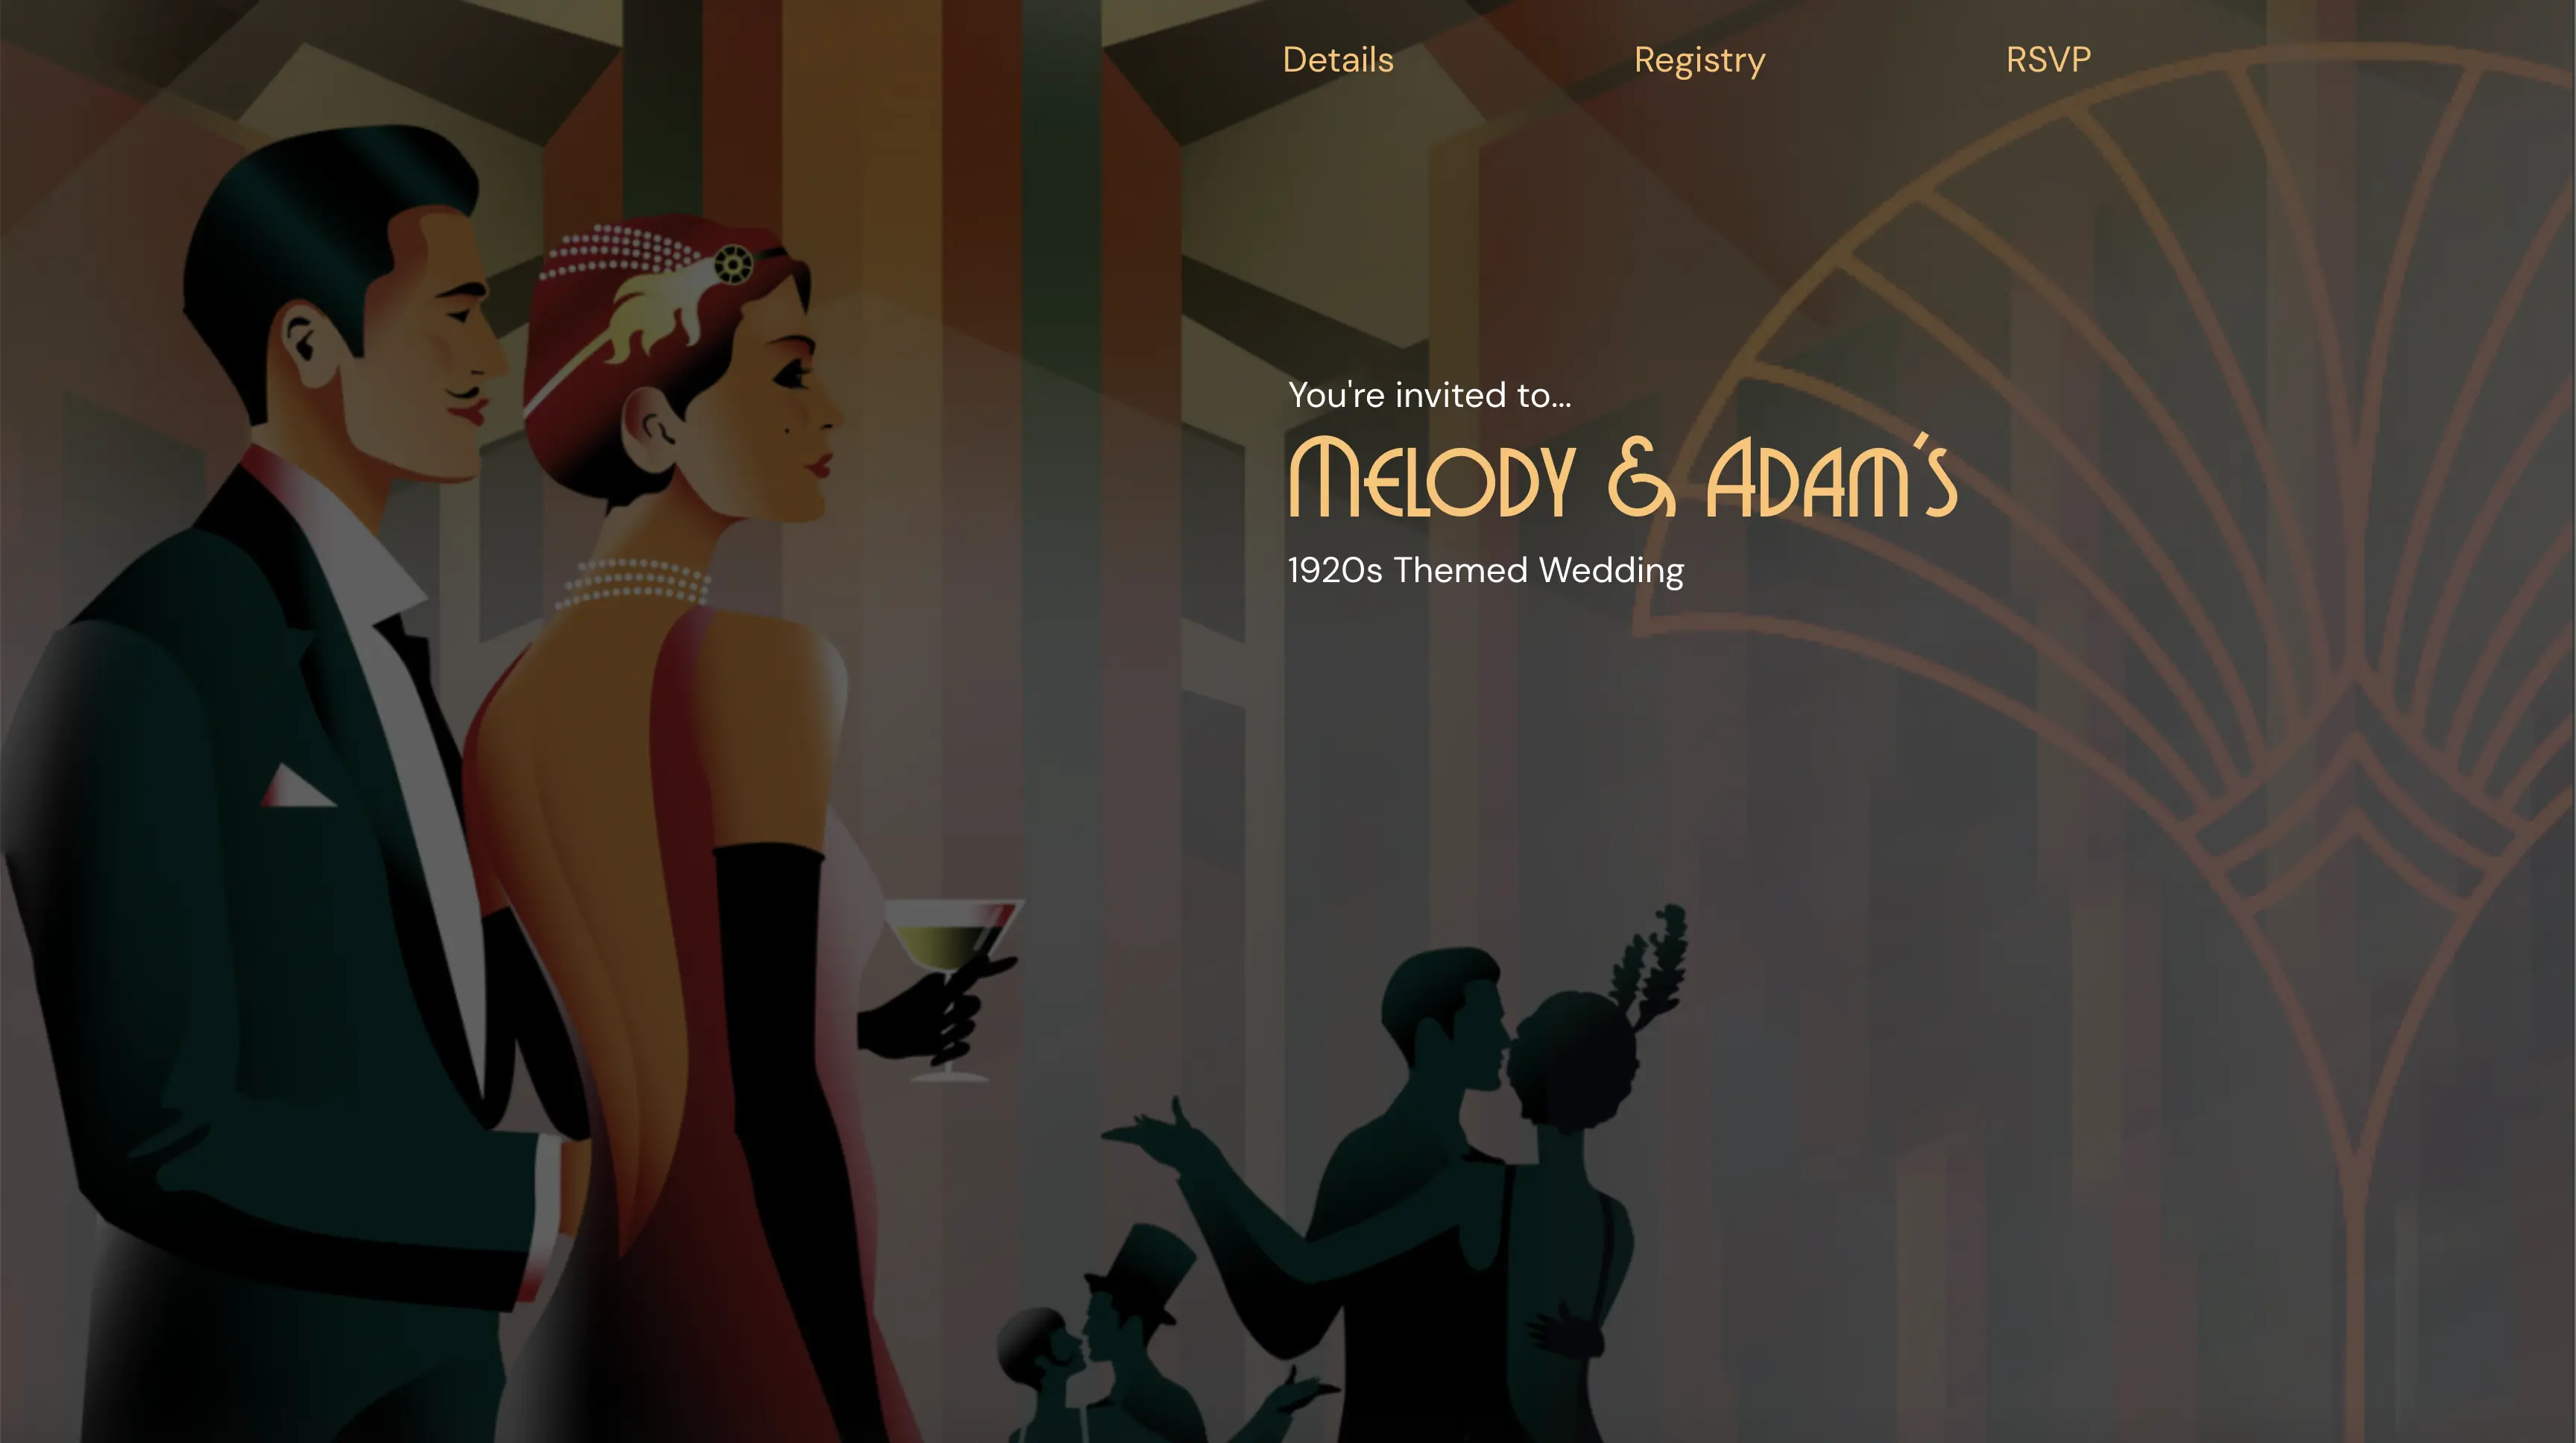 Details Registry RSVP
You're invited to...
Melody & Adam's
1920s Themed Wedding